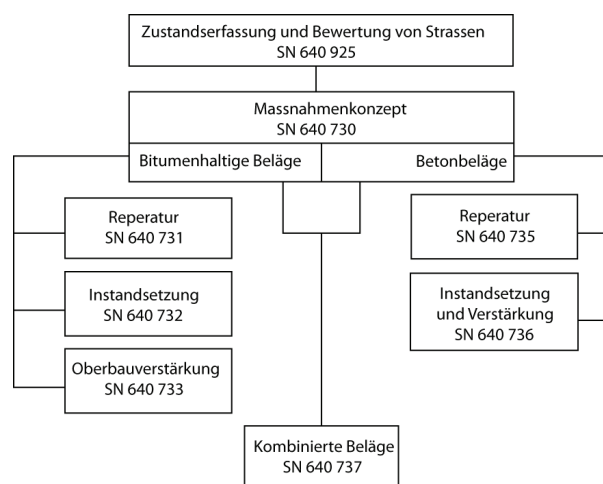 Zustandserfassung und Bewertung von Strassen
SN 640 925
Massnahmenkonzept
SN 640 730
Bitumenhaltige Beläge
Betonbeläge
Reperatur
SN 640 731
Reperatur
SN 640 735
Instandsetzung
SN 640 732
Instandsetzung
und Verstärkung
SN 640 736
Oberbauverstärkung
SN 640 733
Kombinierte Beläge
SN 640 737